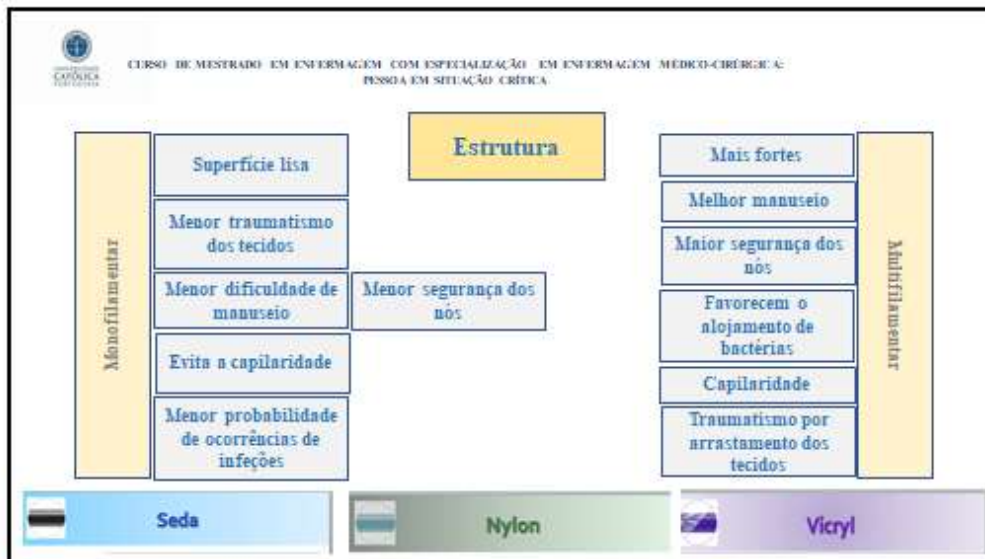 CURSO DE MESTRADO EM ENFERMAGEM COM ESPECIALIZAÇÃO EM ENFERMAGEM MÉDICO-CIRÚRGICA:
PESSOA EM SITUAÇÃO CRÍTICA
CATÓLICA
Estrutura
Monofilamentar
Superfície lisa
Menor traumatismo
dos tecidos
Menor dificuldade de
manuseio
Menor segurança dos
nós
Evita a capilaridade
Menor probabilidade
de ocorrências de
infeções
Mais fortes
Melhor manuseio
Maior segurança dos
nós
Favorecem o
alojamento de
bactérias
Capilaridade
Traumatismo por
arrastamento dos
tecidos
Multifilamentar
Seda
Nylon
Vicryl